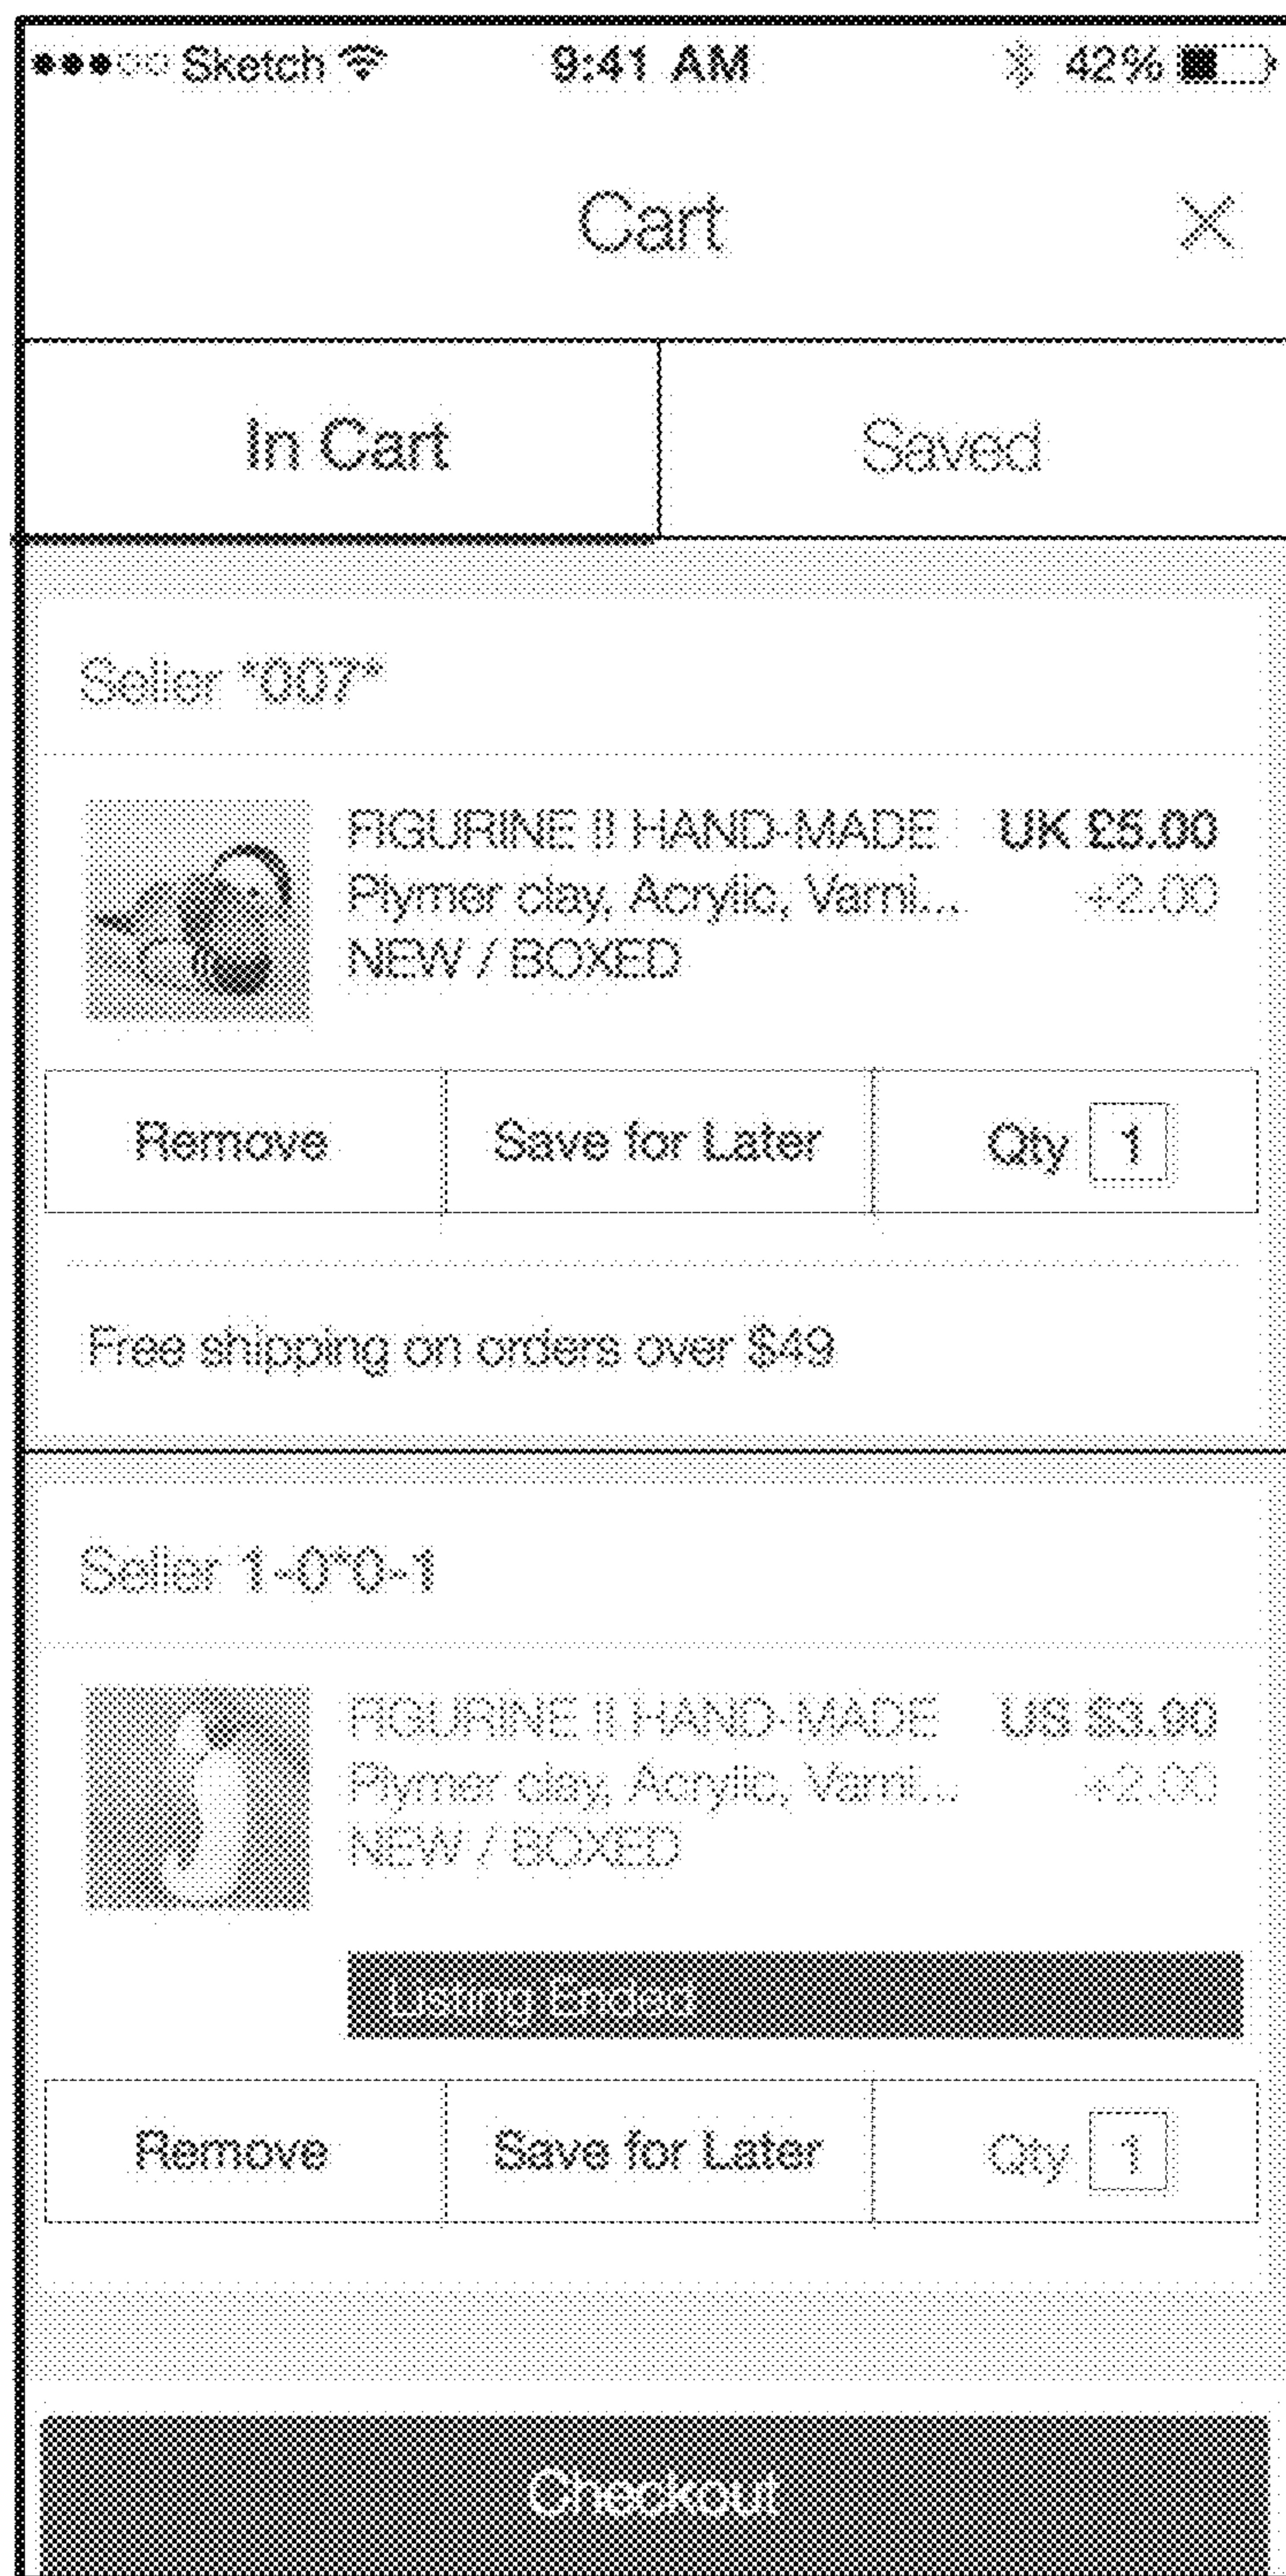 Sketch 9:41 AM 42%
Cart ×
In Cart Saved
Seller *007*
FIGURINE !! HAND-MADE UK £5.00
Plymer clay, Acrylic, Varni... +2.00
NEW / BOXED
Remove Save for Later Qty 1
Free shipping on orders over $49
Seller 1-0*0-1
FIGURINE !! HAND-MADE US $3.90
Plymer clay, Acrylic, Varni... +2.00
NEW / BOXED
Listing Ended
Remove Save for Later Qty 1
Checkout